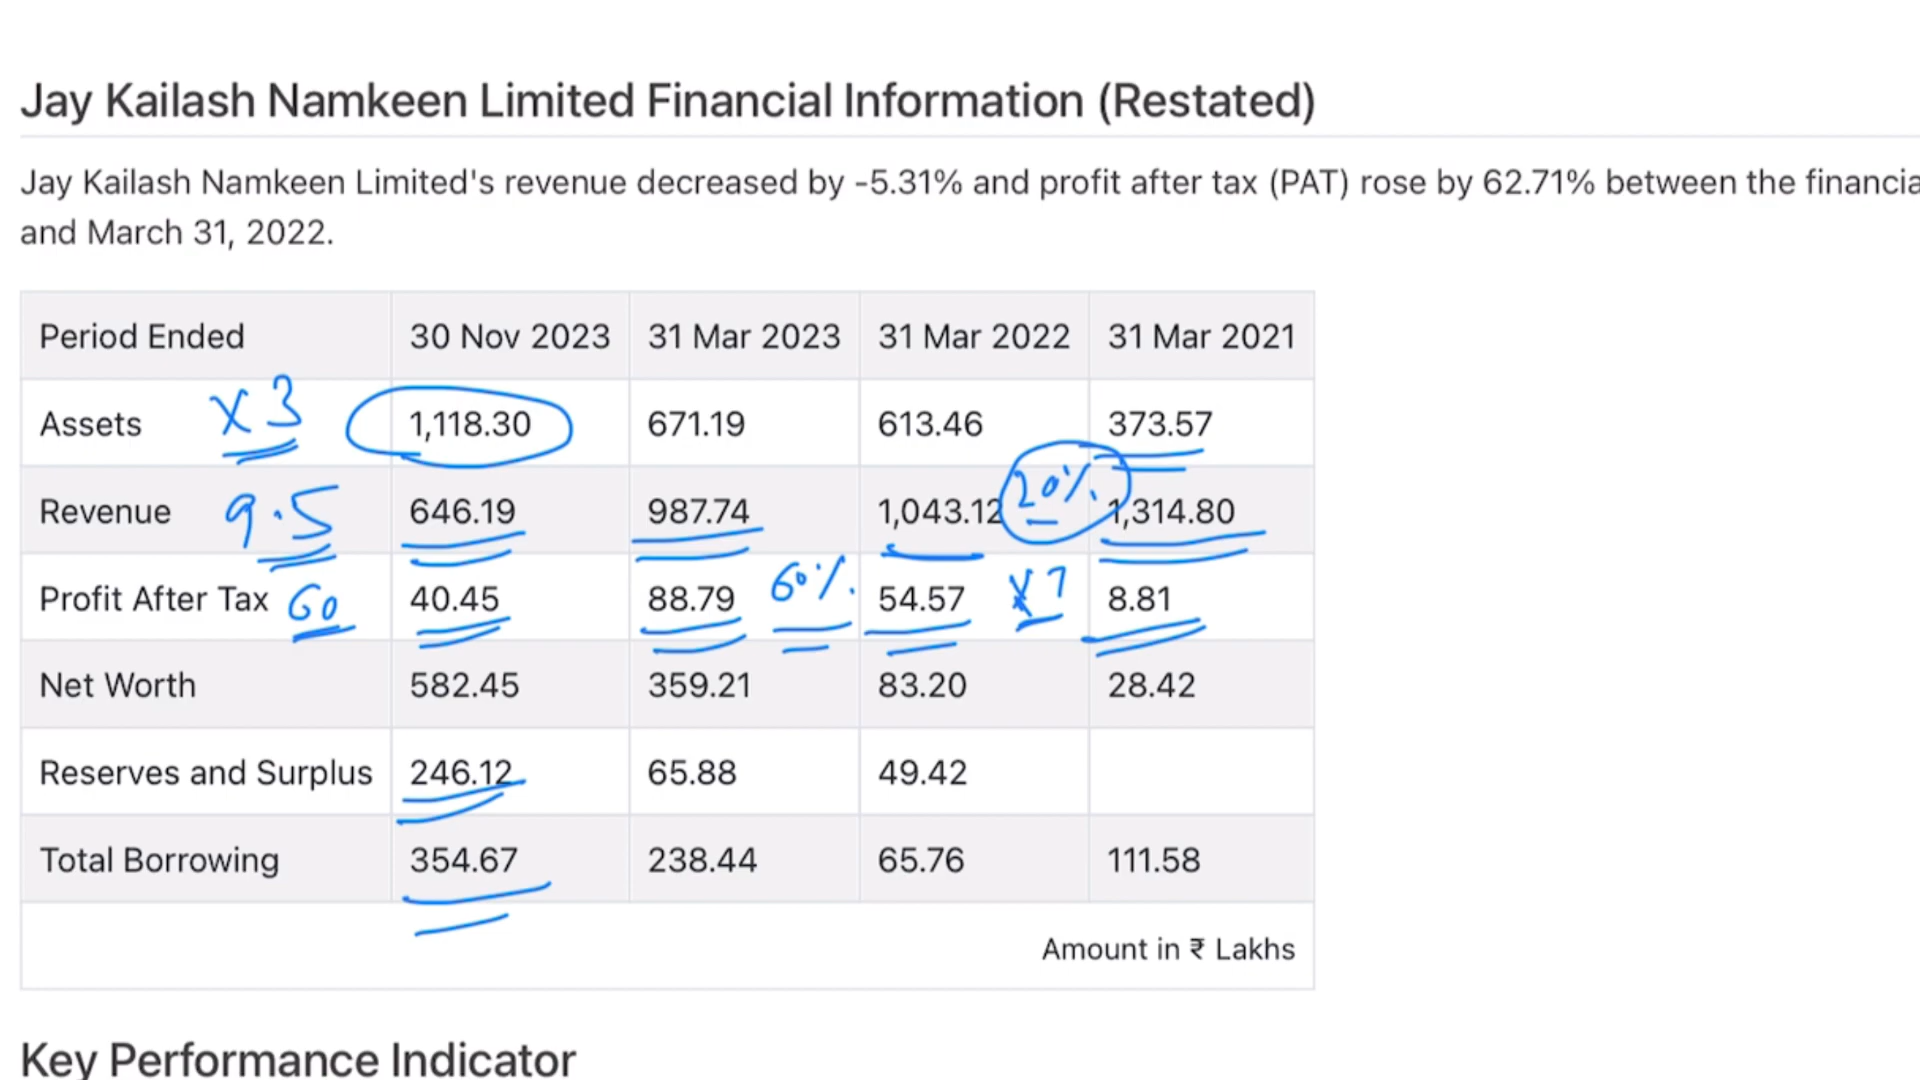 Jay Kailash Namkeen Limited Financial Information (Restated)
Jay Kailash Namkeen Limited's revenue decreased by -5.31% and profit after tax (PAT) rose by 62.71% between the financia
and March 31, 2022.
Period Ended 30 Nov 2023 31 Mar 2023 31 Mar 2022 31 Mar 2021
Assets X3 1,118.30 671.19 613.46 373.57
Revenue 9.5 646.19 987.74 1,043.12 20% 1,314.80
Profit After Tax 60 40.45 88.79 60% 54.57 X7 8.81
Net Worth 582.45 359.21 83.20 28.42
Reserves and Surplus 246.12 65.88 49.42
Total Borrowing 354.67 238.44 65.76 111.58
Amount in ₹ Lakhs
Key Performance Indicator